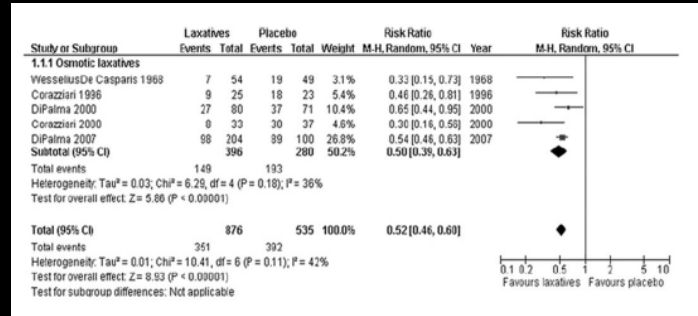 Laxatives Placebo Risk Ratio Risk Ratio
Study or Subgroup Events Total Events Total Weight M-H, Random, 95% CI Year M-H, Random, 95% CI
1.1.1 Osmotic laxatives
WesseliusDe Casparis 1968 7 54 19 49 3.1% 0.33 [0.15, 0.73] 1968
Corazziari 1996 9 25 18 23 5.3% 0.46 [0.26, 0.81] 1996
DiPalma 2000 27 80 37 71 10.4% 0.65 [0.44, 0.95] 2000
Corazziari 2000 8 33 30 37 4.6% 0.30 [0.16, 0.56] 2000
DiPalma 2007 98 204 89 100 26.8% 0.54 [0.46, 0.63] 2007
Subtotal (95% CI) 396 280 50.2% 0.50 [0.39, 0.63]
Total events 149 193
Heterogeneity: Tau² = 0.03; Chi² = 6.29, df = 4 (P = 0.18); I² = 36%
Test for overall effect: Z = 5.86 (P < 0.00001)
Total (95% CI) 876 535 100.0% 0.52 [0.46, 0.60]
Total events 351 392
Heterogeneity: Tau² = 0.01; Chi² = 10.41, df = 6 (P = 0.11); I² = 42%
Test for overall effect: Z = 8.93 (P < 0.00001)
Test for subgroup differences: Not applicable
0.1 0.2 0.5 1 2 5 10
Favours laxatives Favours placebo